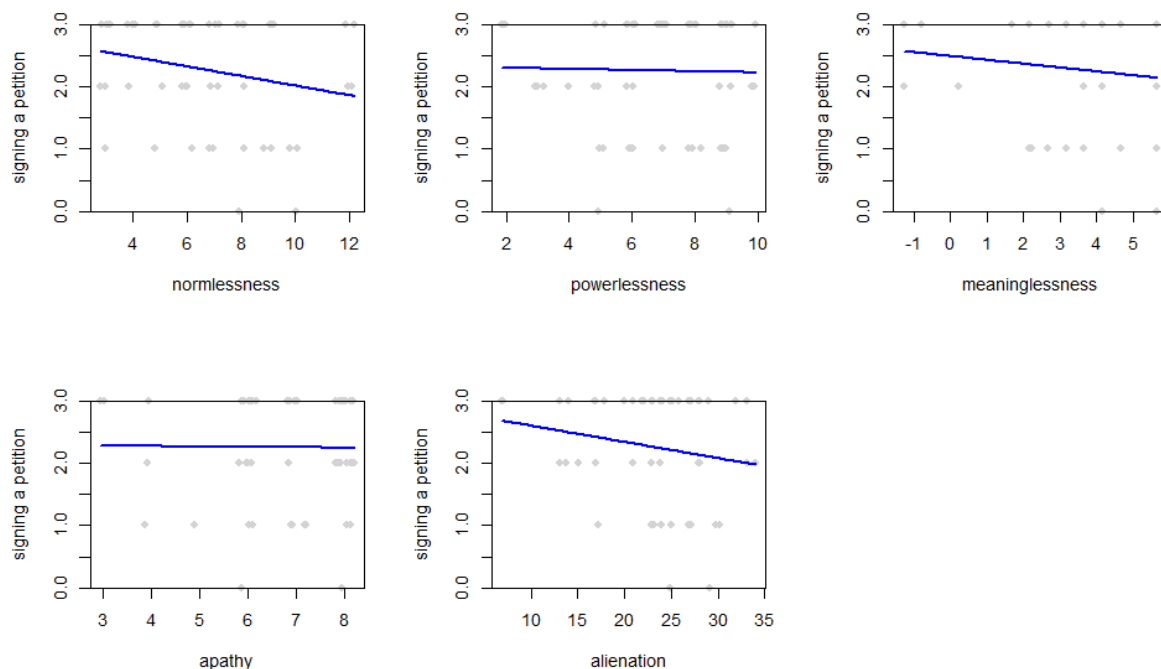 signing a petition
0.0 1.0 2.0 3.0
4 6 8 10 12
normlessness
signing a petition
0.0 1.0 2.0 3.0
2 4 6 8 10
powerlessness
signing a petition
0.0 1.0 2.0 3.0
-1 0 1 2 3 4 5
meaninglessness
signing a petition
0.0 1.0 2.0 3.0
3 4 5 6 7 8
apathy
signing a petition
0.0 1.0 2.0 3.0
10 15 20 25 30 35
alienation